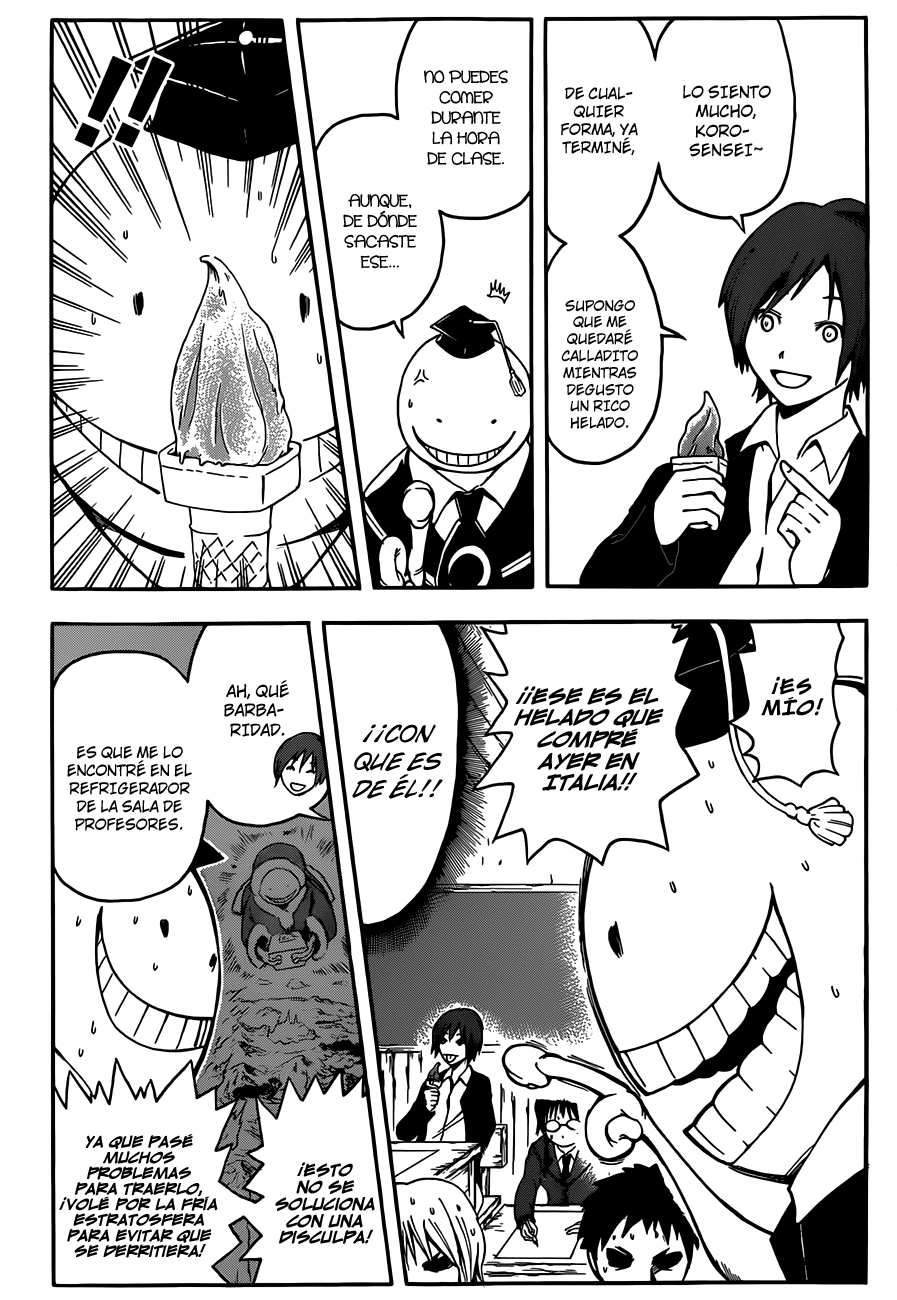 LO SIENTO
MUCHO,
KORO-
SENSEI~
DE CUAL-
QUIER
FORMA, YA
TERMINÉ,
SUPONGO
QUE ME
QUEDARÉ
CALLADITO
MIENTRAS
DEGUSTO
UN RICO
HELADO.
NO PUEDES
COMER
DURANTE
LA HORA
DE CLASE.
AUNQUE,
DE DÓNDE
SACASTE
ESE...
!!
¡ES
MÍO!
¡¡ESE ES EL
HELADO QUE
COMPRÉ
AYER EN
ITALIA!!
¡¡CON
QUE ES
DE ÉL!!
AH, QUÉ
BARBA-
RIDAD.
ES QUE ME LO
ENCONTRÉ EN EL
REFRIGERADOR
DE LA SALA DE
PROFESORES.
¡ESTO
NO SE
SOLUCIONA
CON UNA
DISCULPA!
YA QUE PASÉ
MUCHOS
PROBLEMAS
PARA TRAERLO,
¡VOLÉ POR LA FRÍA
ESTRATOSFERA
PARA EVITAR QUE
SE DERRITIERA!